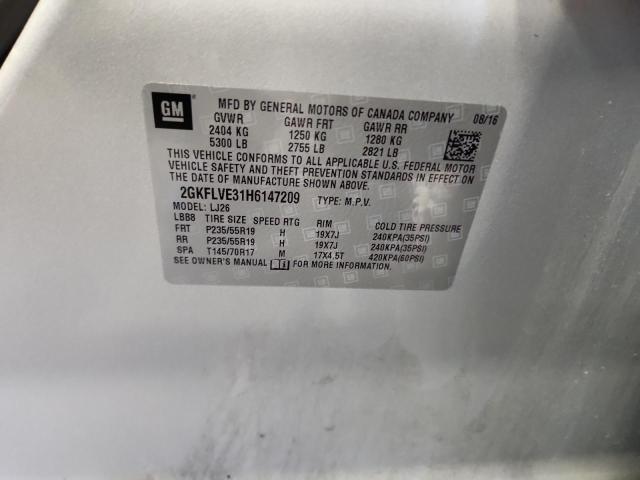 GM
MFD BY GENERAL MOTORS OF CANADA COMPANY 08/16
GVWR GAWR FRT GAWR RR
2404 KG 1250 KG 1280 KG
5300 LB 2755 LB 2821 LB
THIS VEHICLE CONFORMS TO ALL APPLICABLE U.S. FEDERAL MOTOR
VEHICLE SAFETY AND THEFT PREVENTION STANDARDS IN EFFECT ON
THE DATE OF MANUFACTURE SHOWN ABOVE.
2GKFLVE31H6147209 TYPE: M.P.V.
MODEL: LJ26
LBB8 TIRE SIZE SPEED RTG RIM COLD TIRE PRESSURE
FRT P235/55R19 H 19X7J 240KPA(35PSI)
RR P235/55R19 H 19X7J 240KPA(35PSI)
SPA T145/70R17 M 17X4.5T 420KPA(60PSI)
SEE OWNER'S MANUAL FOR MORE INFORMATION.